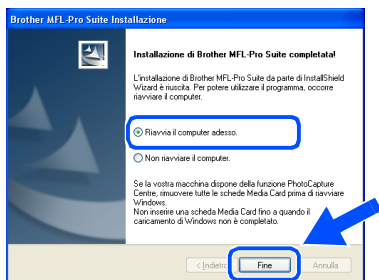 Brother MFL-Pro Suite Installazione
Installazione di Brother MFL-Pro Suite completata!
L'installazione di Brother MFL-Pro Suite da parte di InstallShield
Wizard è riuscita. Per potere utilizzare il programma, occorre
riavviare il computer.
Riavvia il computer adesso.
Non riavviare il computer.
Se la vostra macchina dispone della funzione PhotoCapture
Centre, rimuovere tutte le schede Media Card prima di riavviare
Windows.
Non inserire una scheda Media Card fino a quando il
caricamento di Windows non è completato.
< Indietro Fine Annulla